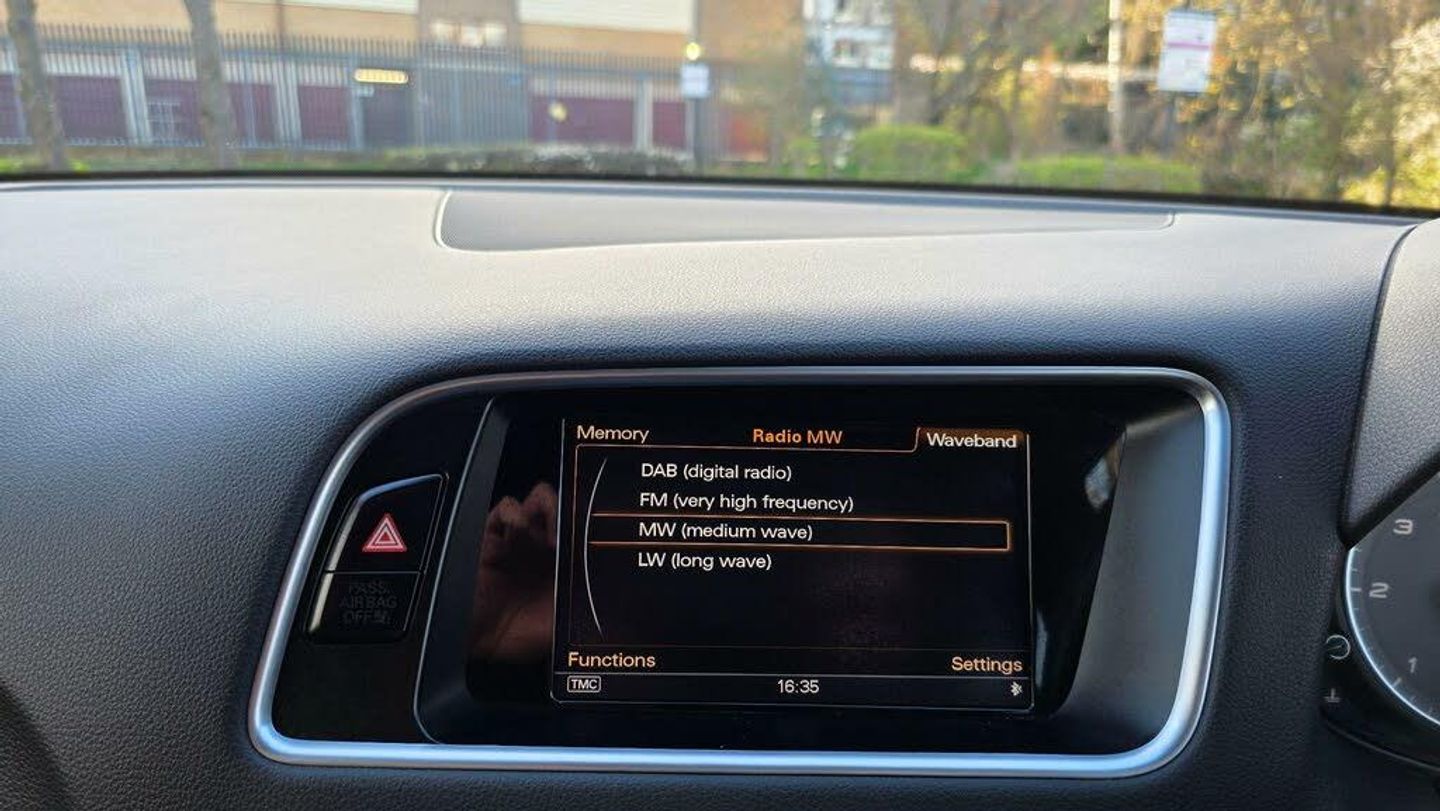 Memory
Radio MW
Waveband
DAB (digital radio)
FM (very high frequency)
MW (medium wave)
LW (long wave)
Functions
Settings
TMC
16:35
PASS.
AIRBAG
OFF
3
2
1